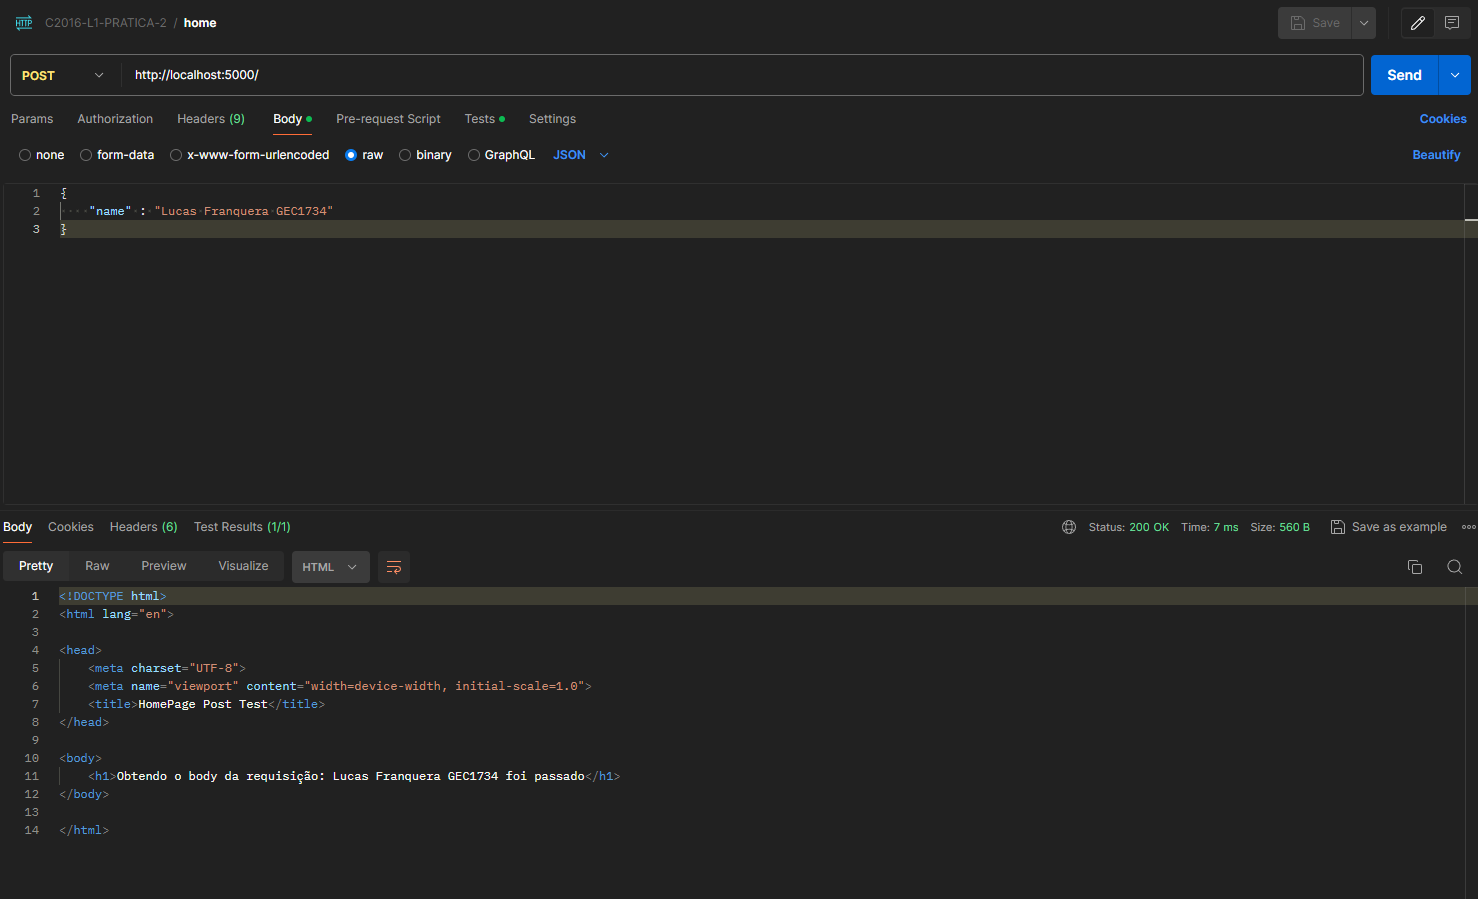 HTTP C2016-L1-PRATICA-2 / home Save
POST http://localhost:5000/ Send
Params Authorization Headers (9) Body Pre-request Script Tests Settings Cookies
none form-data x-www-form-urlencoded raw binary GraphQL JSON Beautify
1 {
2 "name" : "Lucas Franquera GEC1734"
3 }
Body Cookies Headers (6) Test Results (1/1) Status: 200 OK Time: 7 ms Size: 560 B Save as example
Pretty Raw Preview Visualize HTML
1 <!DOCTYPE html>
2 <html lang="en">
3
4 <head>
5 <meta charset="UTF-8">
6 <meta name="viewport" content="width=device-width, initial-scale=1.0">
7 <title>HomePage Post Test</title>
8 </head>
9
10 <body>
11 <h1>Obtendo o body da requisição: Lucas Franquera GEC1734 foi passado</h1>
12 </body>
13
14 </html>